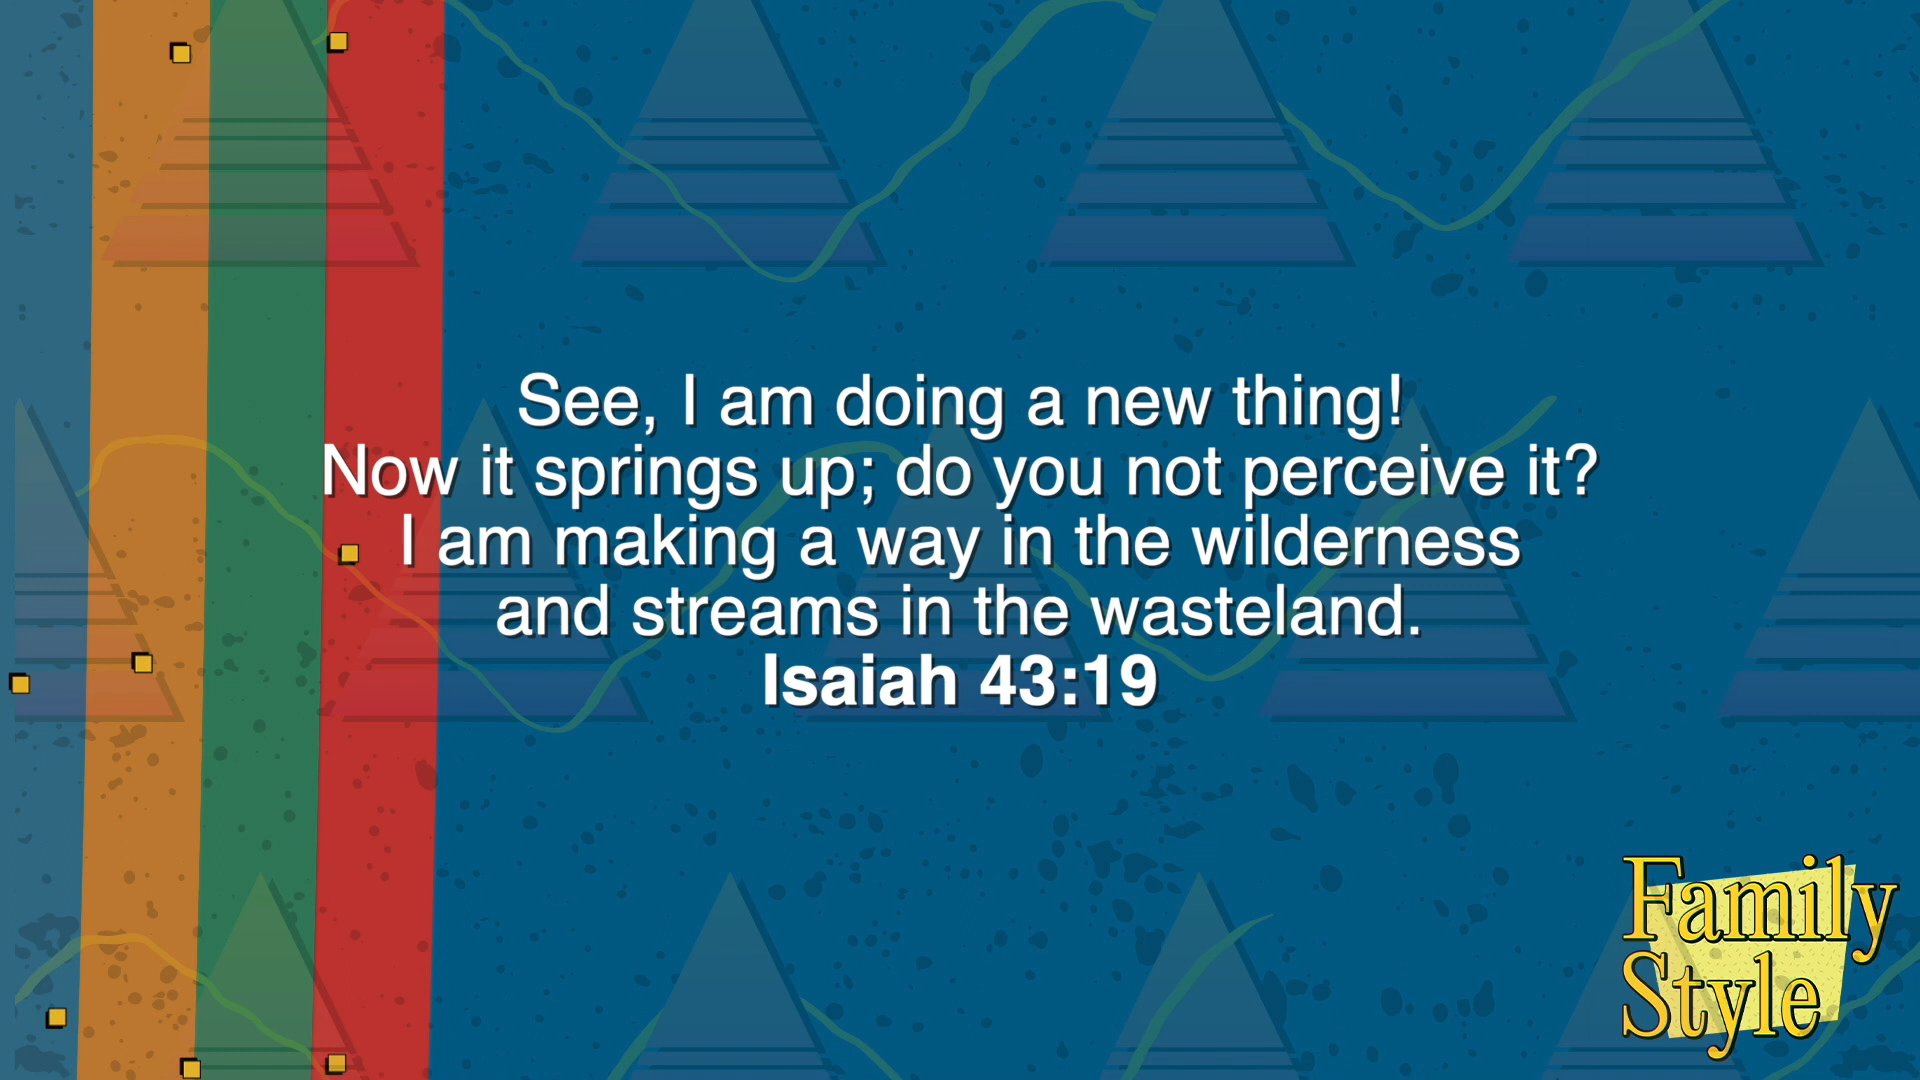 See, I am doing a new thing!
Now it springs up; do you not perceive it?
I am making a way in the wilderness
and streams in the wasteland.
Isaiah 43:19
Family
Style